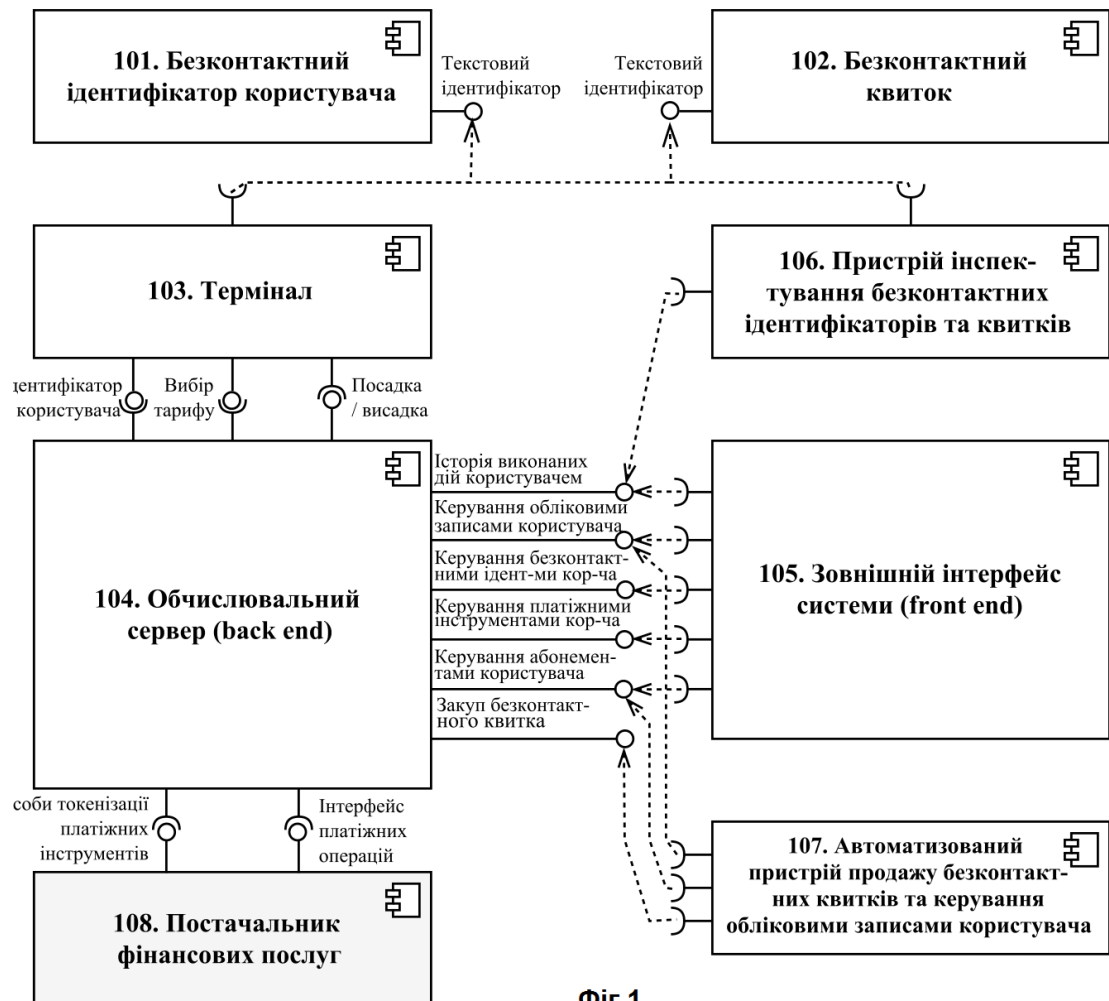 101. Безконтактний
ідентифікатор користувача
Текстовий
ідентифікатор
Текстовий
ідентифікатор
102. Безконтактний
квиток
103. Термінал
106. Пристрій інспек-
тування безконтактних
ідентифікаторів та квитків
дентифікатор
користувача
Вибір
тарифу
Посадка
/ висадка
104. Обчислювальний
сервер (back end)
Історія виконаних
дій користувачем
Керування обліковими
записами користувача
Керування безконтакт-
ними ідент-ми кор-ча
Керування платіжними
інструментами кор-ча
Керування абонемен-
тами користувача
Закуп безконтакт-
ного квитка
105. Зовнішній інтерфейс
системи (front end)
соби токенізації
платіжних
інструментів
Інтерфейс
платіжних
операцій
107. Автоматизований
пристрій продажу безконтакт-
них квитків та керування
обліковими записами користувача
108. Постачальник
фінансових послуг
Фіг 1